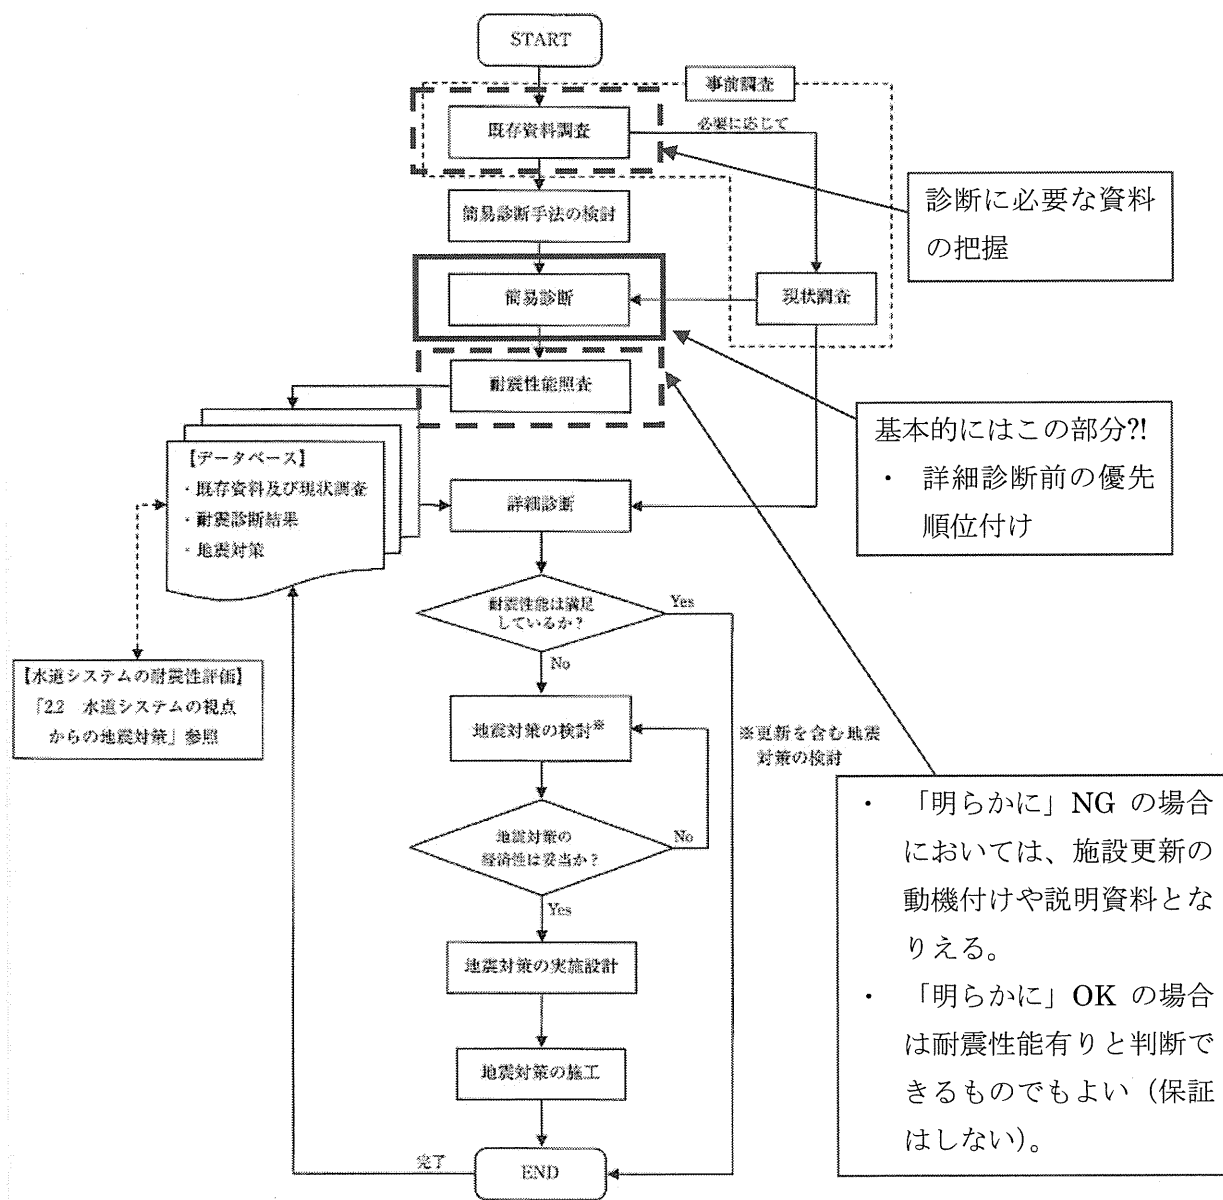 START
事前調査
既存資料調査
必要に応じて
診断に必要な資料
の把握
簡易診断手法の検討
簡易診断
現状調査
耐震性能照査
基本的にはこの部分?!
・ 詳細診断前の優先
順位付け
【データベース】
・既存資料及び現状調査
・耐震診断結果
・地震対策
詳細診断
耐震性能は満足
しているか?
Yes
No
【水道システムの耐震性評価】
「2.2 水道システムの視点
からの地震対策」参照
地震対策の検討※
※更新を含む地震
対策の検討
地震対策の
経済性は妥当か?
No
Yes
・ 「明らかに」NG の場合
においては、施設更新の
動機付けや説明資料とな
りえる。
・ 「明らかに」OK の場合
は耐震性能有りと判断で
きるものでもよい(保証
はしない)。
地震対策の実施設計
地震対策の施工
完了
END